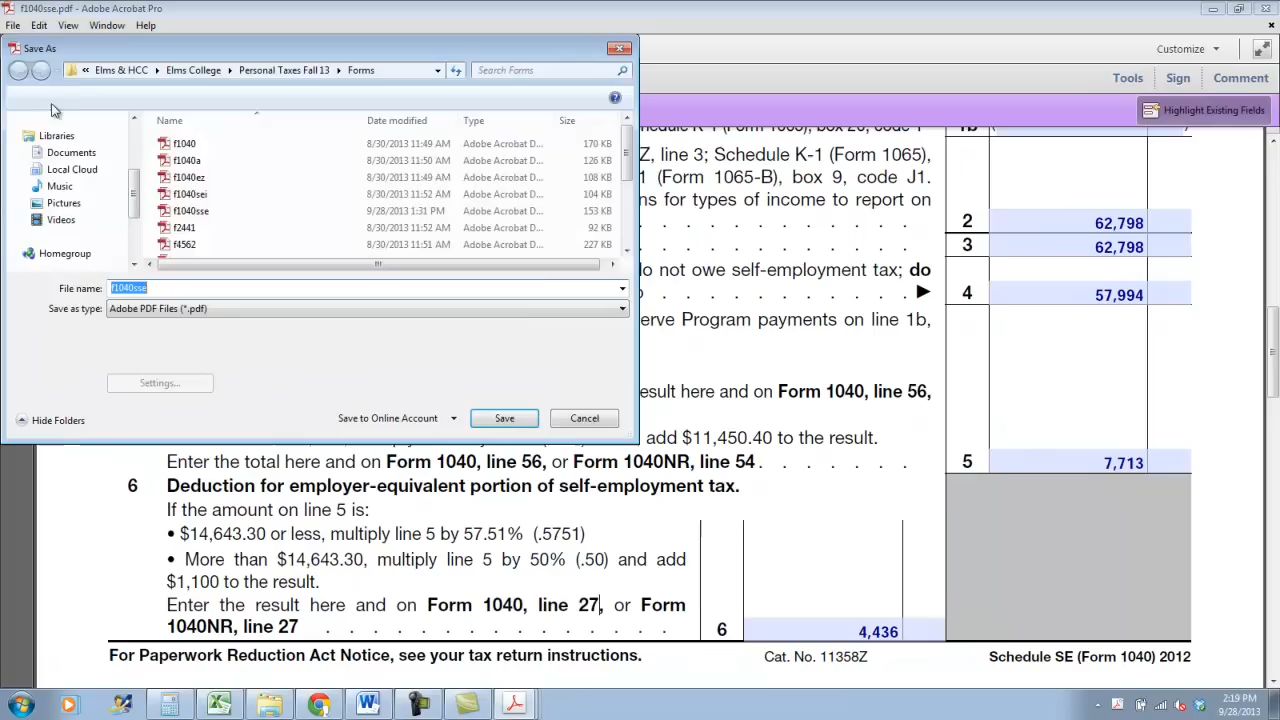 f1040sse.pdf - Adobe Acrobat Pro
File Edit View Window Help
Customize
Tools Sign Comment
Highlight Existing Fields
Save As
Elms & HCC Elms College Personal Taxes Fall 13 Forms
Search Forms
Libraries
Documents
Local Cloud
Music
Pictures
Videos
Homegroup
Name Date modified Type Size
f1040 8/30/2013 11:49 AM Adobe Acrobat D... 170 KB
f1040a 8/30/2013 11:50 AM Adobe Acrobat D... 126 KB
f1040ez 8/30/2013 11:49 AM Adobe Acrobat D... 108 KB
f1040sei 8/30/2013 11:52 AM Adobe Acrobat D... 104 KB
f1040sse 9/28/2013 1:31 PM Adobe Acrobat D... 153 KB
f2441 8/30/2013 11:52 AM Adobe Acrobat D... 92 KB
f4562 8/30/2013 11:51 AM Adobe Acrobat D... 227 KB
File name: f1040sse
Save as type: Adobe PDF Files (*.pdf)
Settings...
Hide Folders Save to Online Account Save Cancel
Z, line 3; Schedule K-1 (Form 1065),
1 (Form 1065-B), box 9, code J1.
ns for types of income to report on
. . . . . . . . . . . 2 62,798
. . . . . . . . . . . 3 62,798
do not owe self-employment tax; do
. . . . . . . . . . ▶ 4 57,994
erve Program payments on line 1b,
esult here and on Form 1040, line 56,
add $11,450.40 to the result.
Enter the total here and on Form 1040, line 56, or Form 1040NR, line 54 . . . . . . . 5 7,713
6 Deduction for employer-equivalent portion of self-employment tax.
If the amount on line 5 is:
• $14,643.30 or less, multiply line 5 by 57.51% (.5751)
• More than $14,643.30, multiply line 5 by 50% (.50) and add
$1,100 to the result.
Enter the result here and on Form 1040, line 27, or Form
1040NR, line 27 . . . . . . . . . . . . . . 6 4,436
For Paperwork Reduction Act Notice, see your tax return instructions. Cat. No. 11358Z Schedule SE (Form 1040) 2012
2:19 PM
9/28/2013